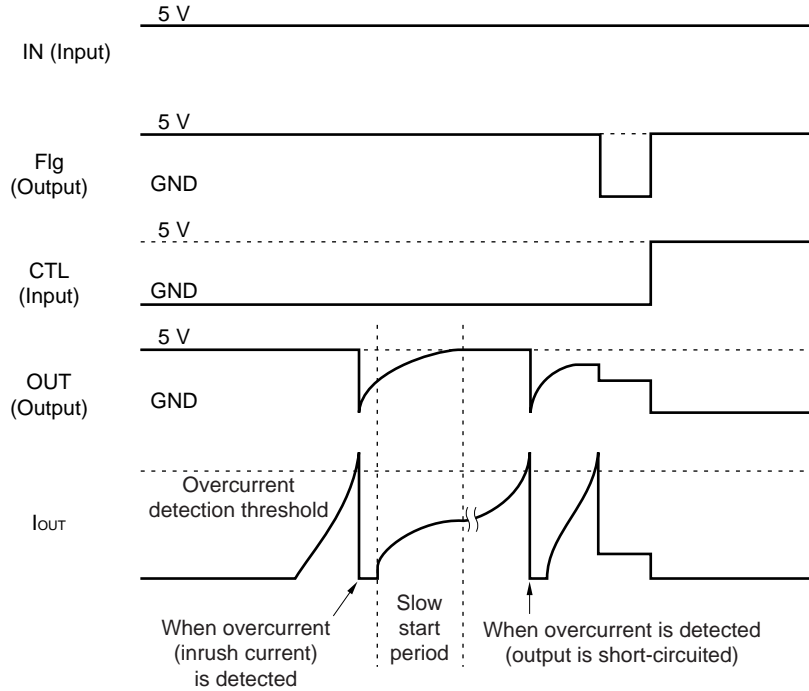 5 V
IN (Input)
5 V
Flg
(Output)
GND
5 V
CTL
(Input)
GND
5 V
OUT
(Output)
GND
Overcurrent
detection threshold
IOUT
When overcurrent
(inrush current)
is detected
Slow
start
period
When overcurrent is detected
(output is short-circuited)